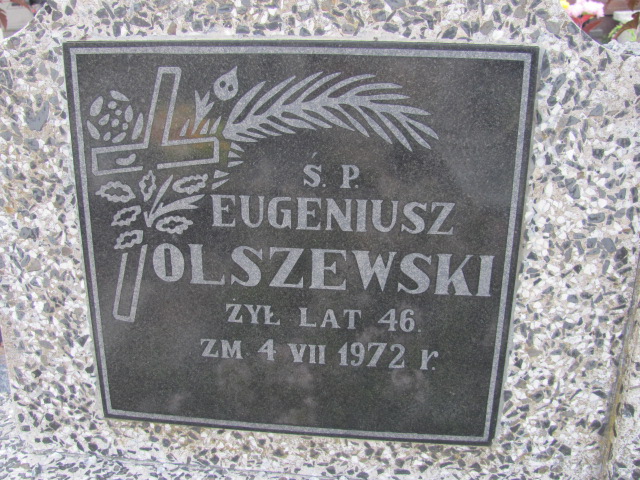 Ś. P.
EUGENIUSZ
OLSZEWSKI
ŻYŁ LAT 46.
ZM 4 VII 1972 r.